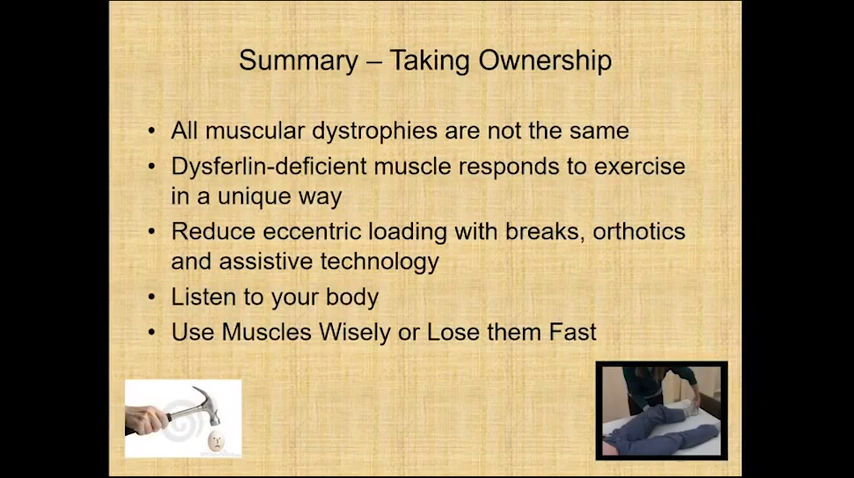 Summary – Taking Ownership
• All muscular dystrophies are not the same
• Dysferlin-deficient muscle responds to exercise
in a unique way
• Reduce eccentric loading with breaks, orthotics
and assistive technology
• Listen to your body
• Use Muscles Wisely or Lose them Fast